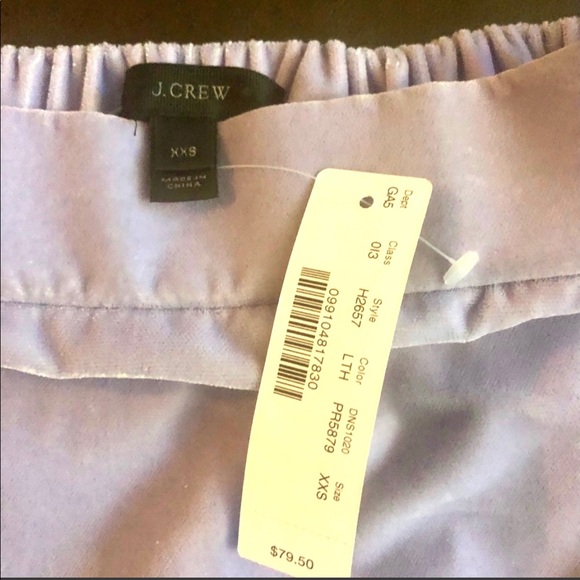 J.CREW
XXS
MADE IN
CHINA
Dept Class Style Color DNS1020 Size
GA5 0I3 H2657 LTH PR5879 XXS
099104817830
$79.50